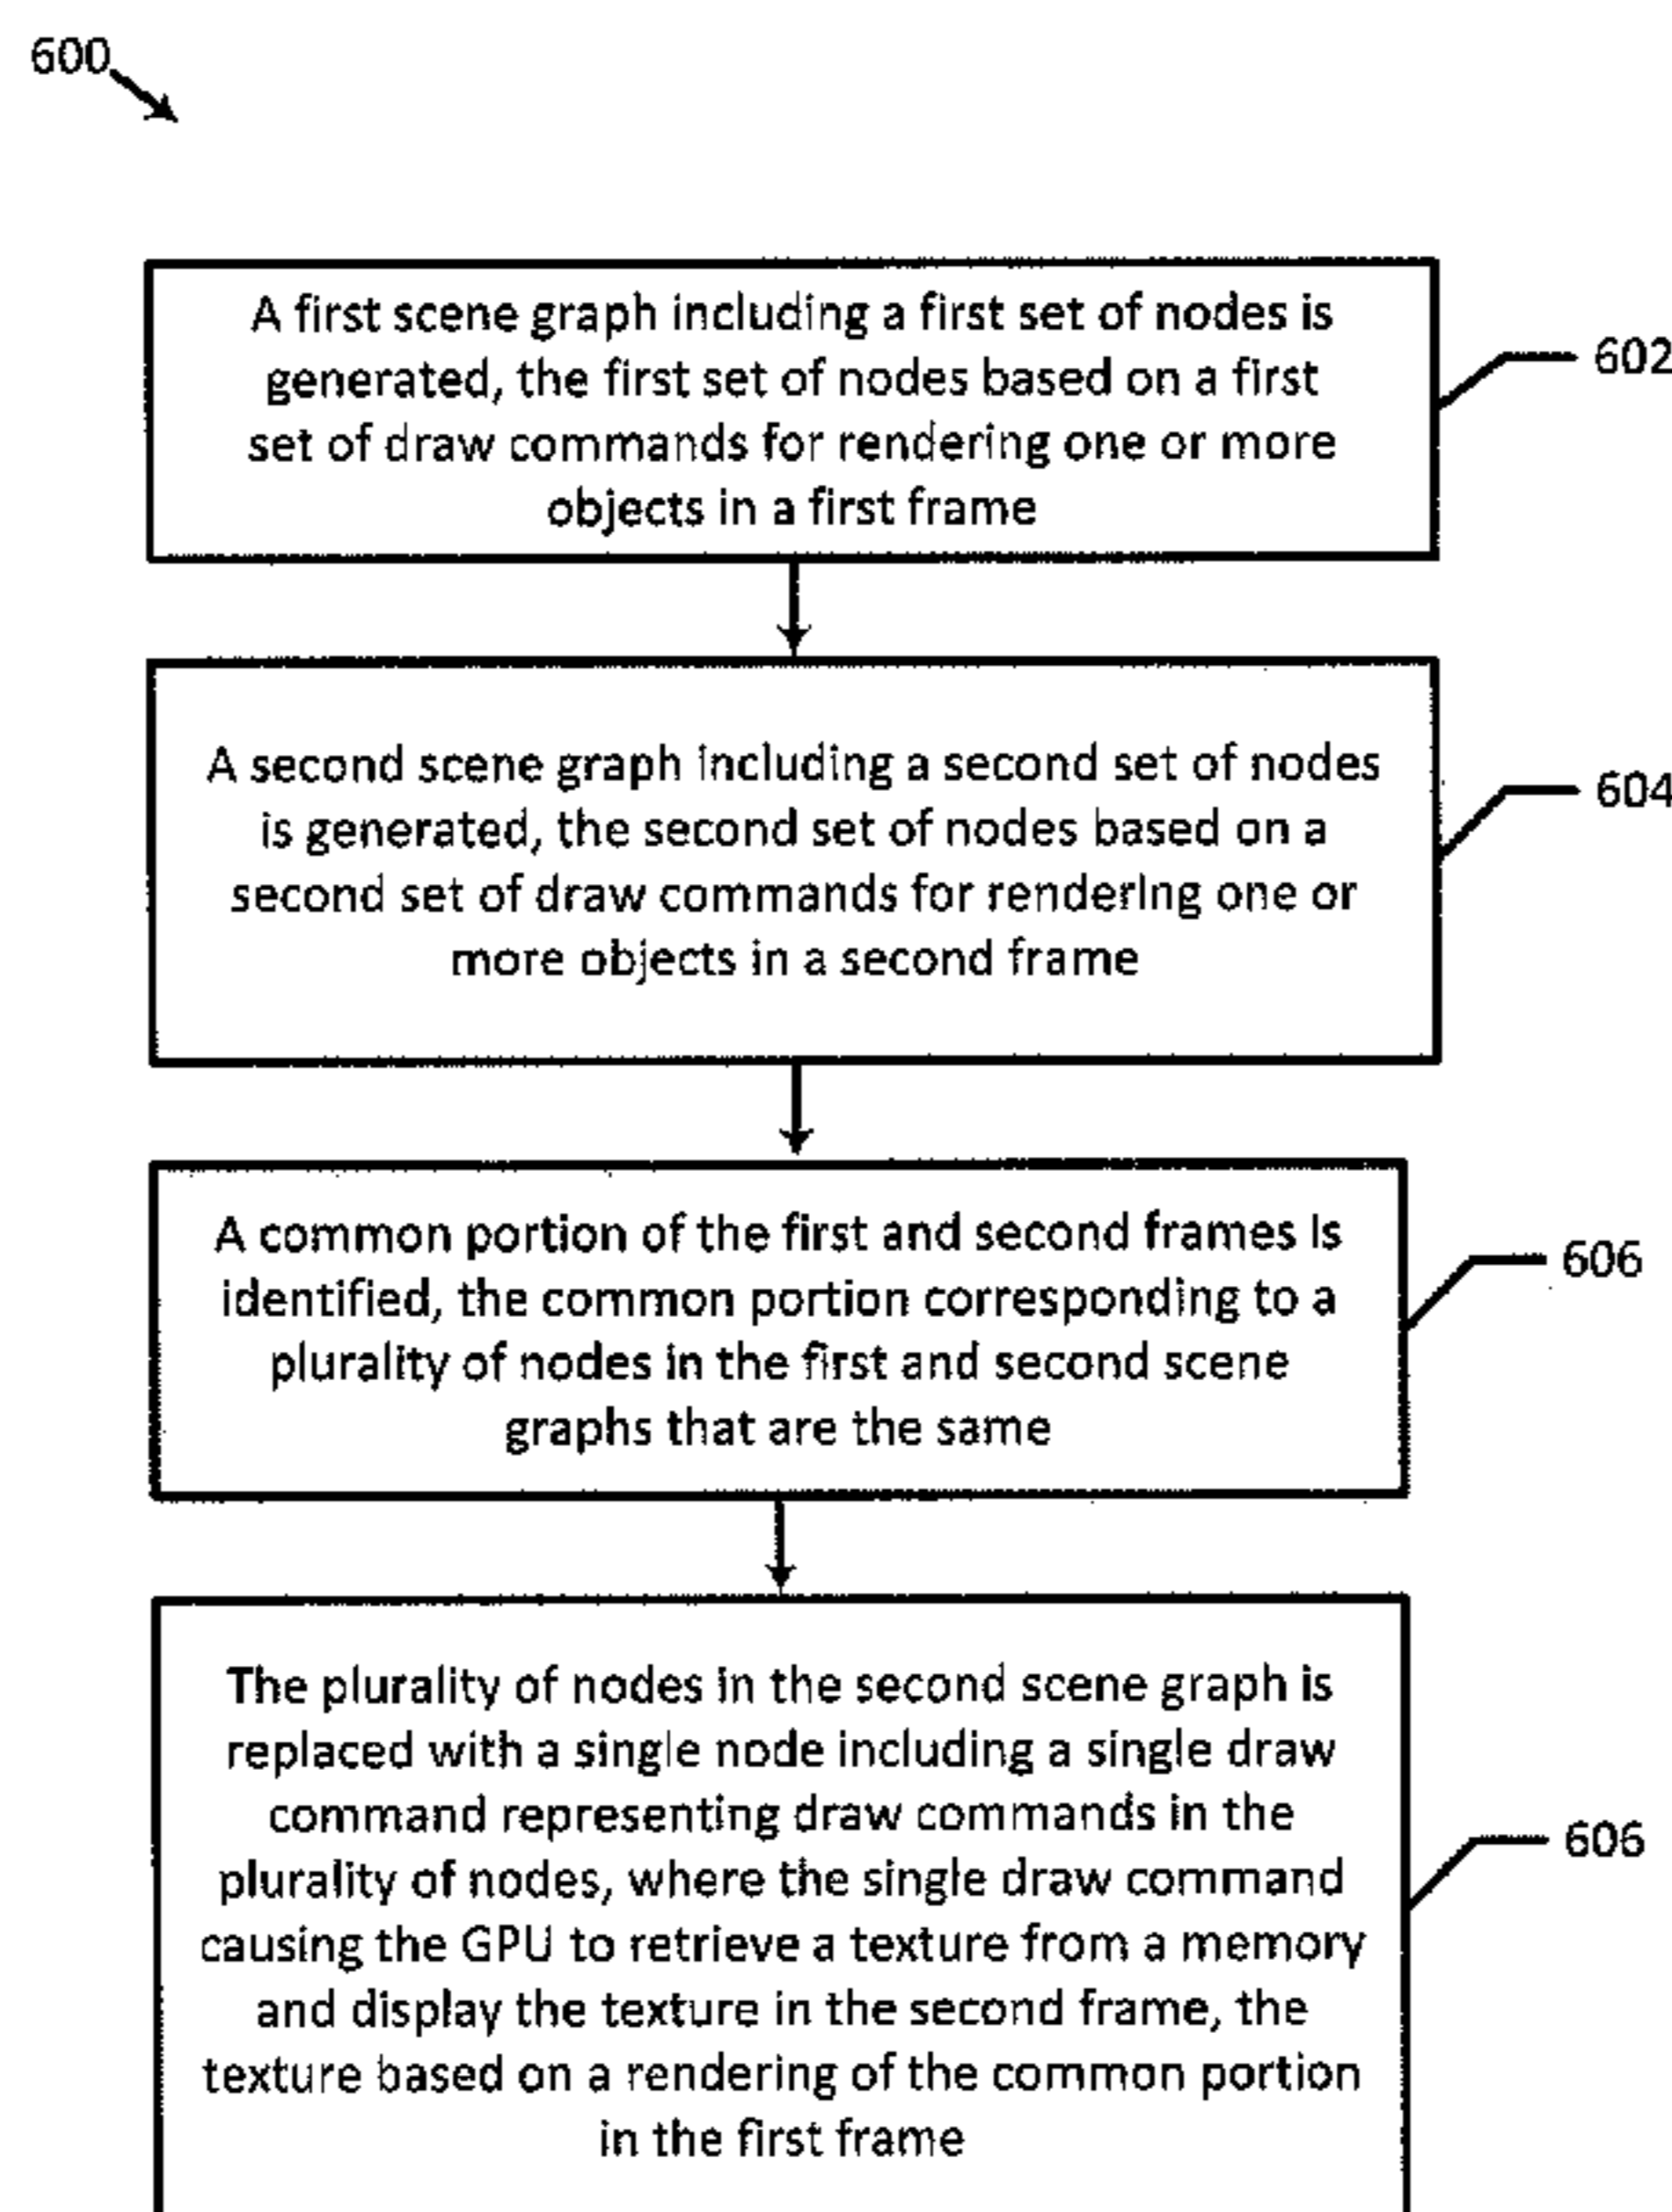 600
A first scene graph including a first set of nodes is
generated, the first set of nodes based on a first
set of draw commands for rendering one or more
objects in a first frame
602
A second scene graph including a second set of nodes
is generated, the second set of nodes based on a
second set of draw commands for rendering one or
more objects in a second frame
604
A common portion of the first and second frames is
identified, the common portion corresponding to a
plurality of nodes in the first and second scene
graphs that are the same
606
The plurality of nodes in the second scene graph is
replaced with a single node including a single draw
command representing draw commands in the
plurality of nodes, where the single draw command
causing the GPU to retrieve a texture from a memory
and display the texture in the second frame, the
texture based on a rendering of the common portion
in the first frame
606